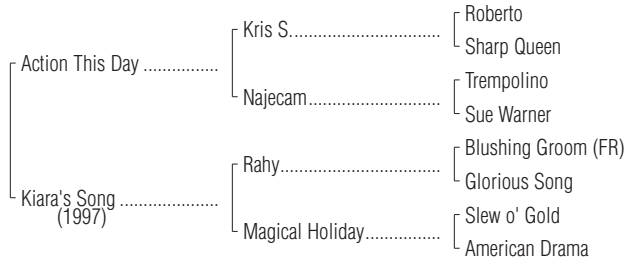 Roberto
Kris S..............................
Sharp Queen
Action This Day ...............
Trempolino
Najecam..........................
Sue Warner
Blushing Groom (FR)
Rahy................................
Glorious Song
Kiara's Song ....................
(1997)
Slew o' Gold
Magical Holiday...............
American Drama